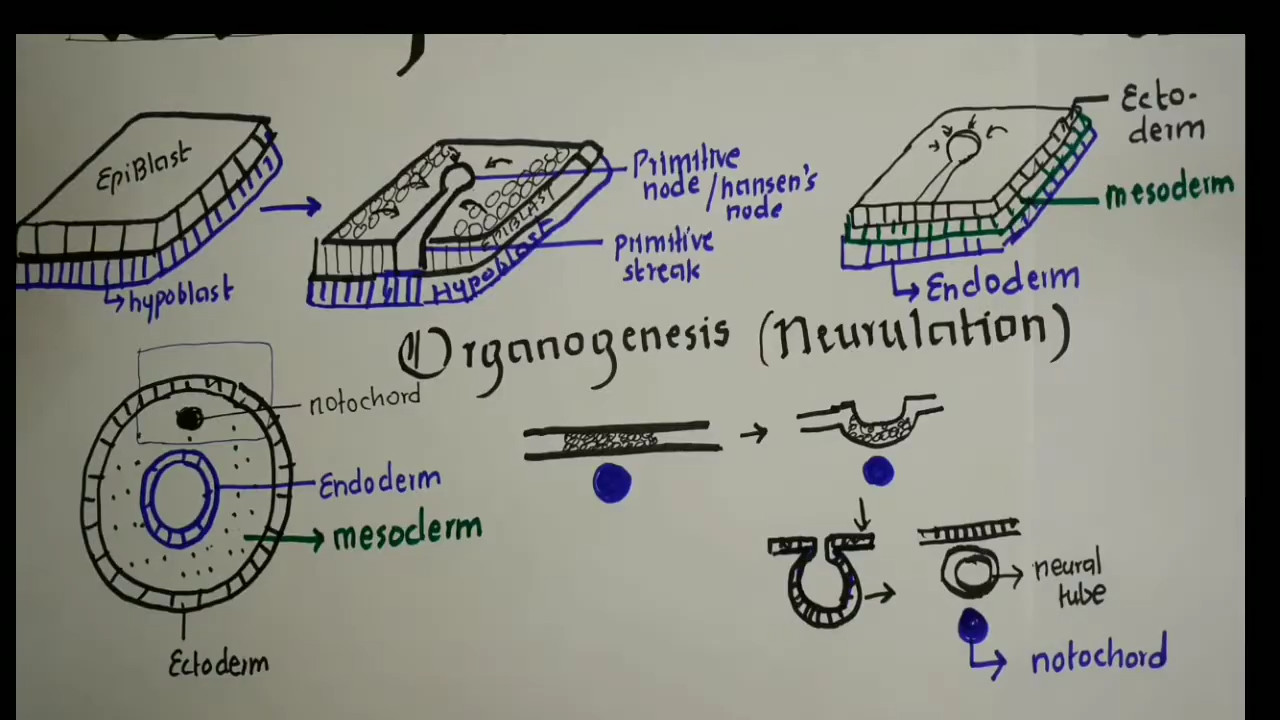 EpiBlast
hypoblast
Primitive
node/hansen's
node
primitive
streak
EPIBLAST
Hypoblast
Ecto-
derm
mesoderm
Endoderm
Organogenesis (Neurulation)
notochord
Endoderm
mesoderm
Ectoderm
neural
tube
notochord